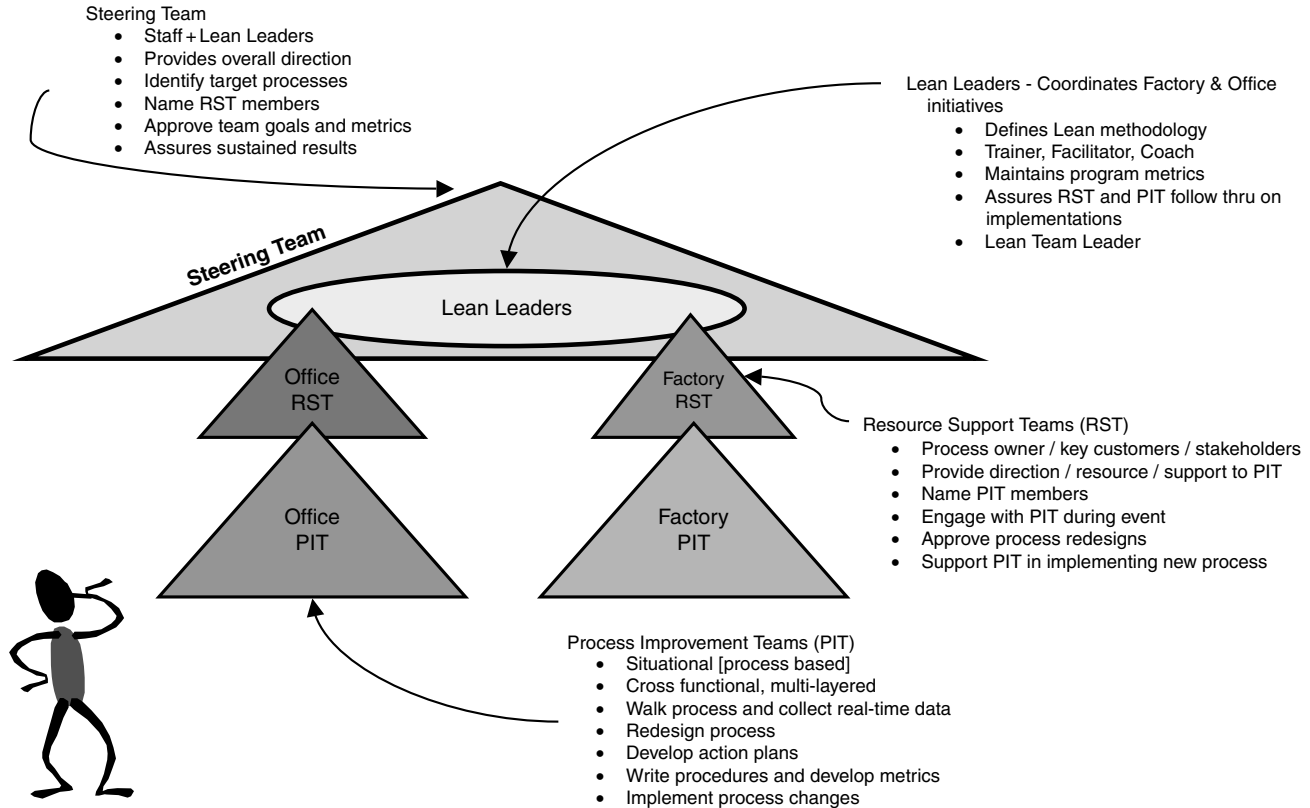 Steering Team
• Staff+Lean Leaders
• Provides overall direction
• Identify target processes
• Name RST members
• Approve team goals and metrics
• Assures sustained results
Lean Leaders - Coordinates Factory & Office
initiatives
• Defines Lean methodology
• Trainer, Facilitator, Coach
• Maintains program metrics
• Assures RST and PIT follow thru on
implementations
• Lean Team Leader
Steering Team
Lean Leaders
Office
RST
Factory
RST
Office
PIT
Factory
PIT
Resource Support Teams (RST)
• Process owner / key customers / stakeholders
• Provide direction / resource / support to PIT
• Name PIT members
• Engage with PIT during event
• Approve process redesigns
• Support PIT in implementing new process
Process Improvement Teams (PIT)
• Situational [process based]
• Cross functional, multi-layered
• Walk process and collect real-time data
• Redesign process
• Develop action plans
• Write procedures and develop metrics
• Implement process changes